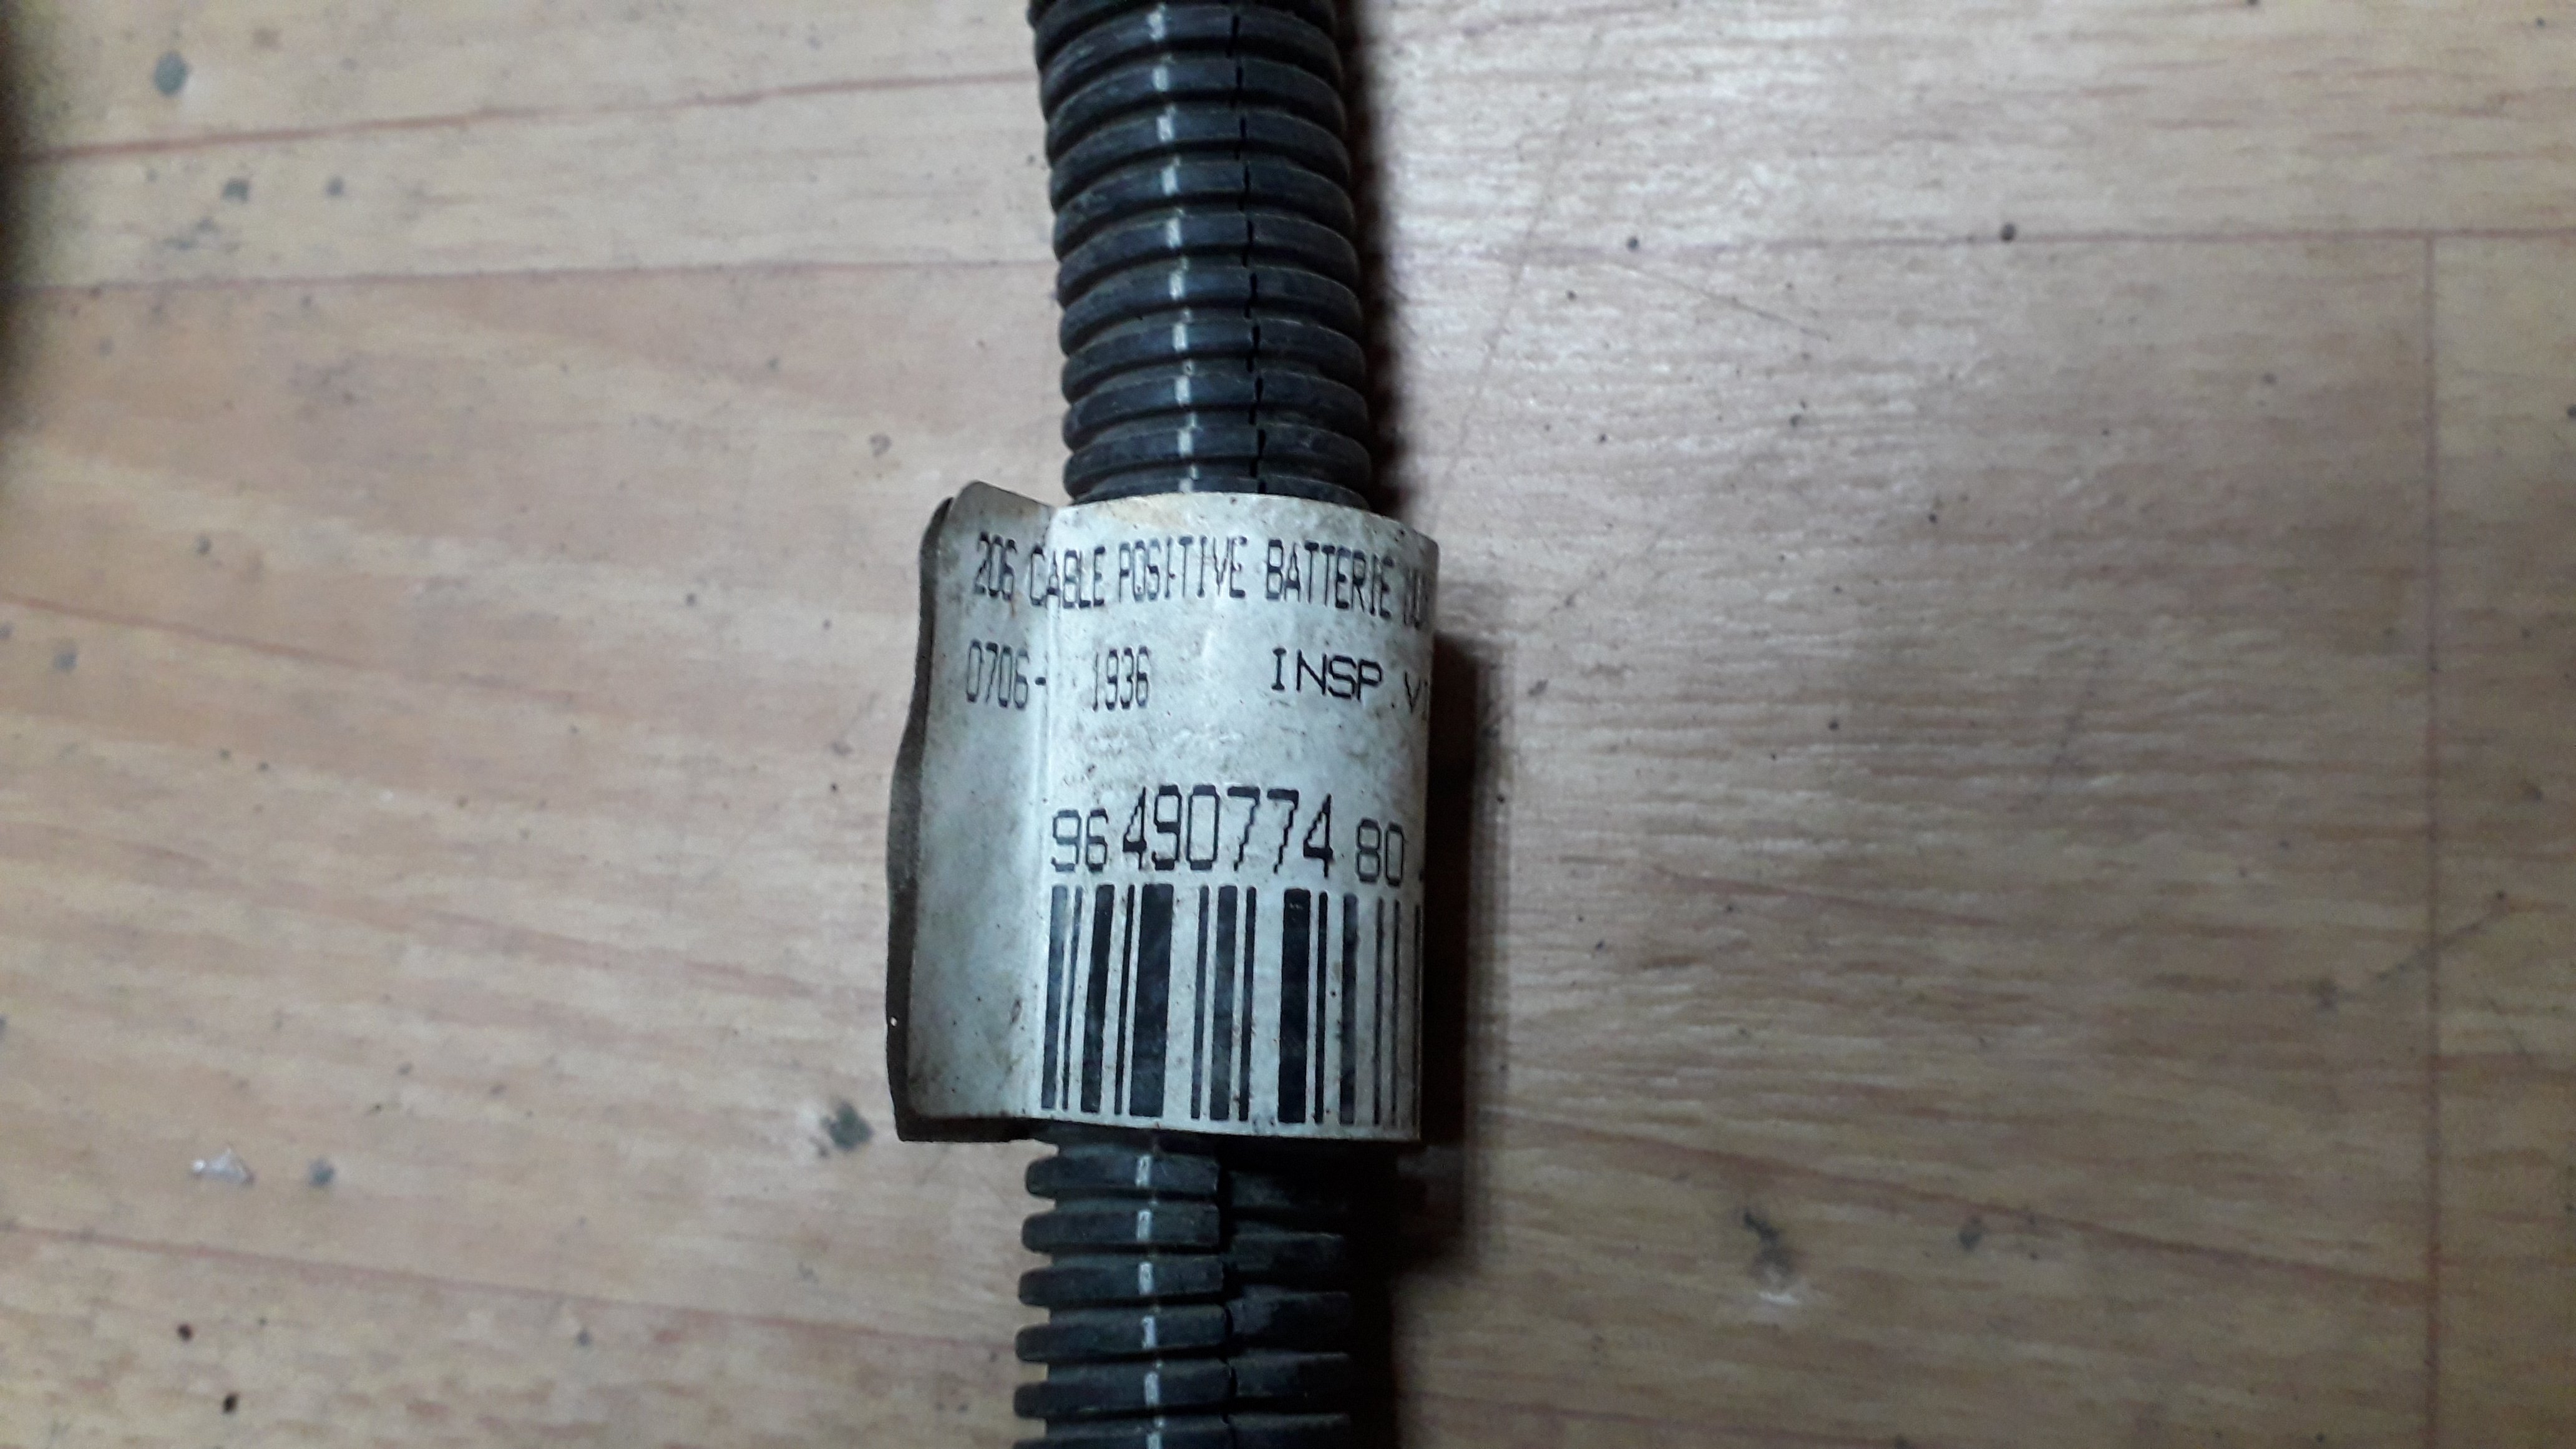 206 CABLE POSITIVE BATTERIE
0706- 1936 INSP
96 490774 80